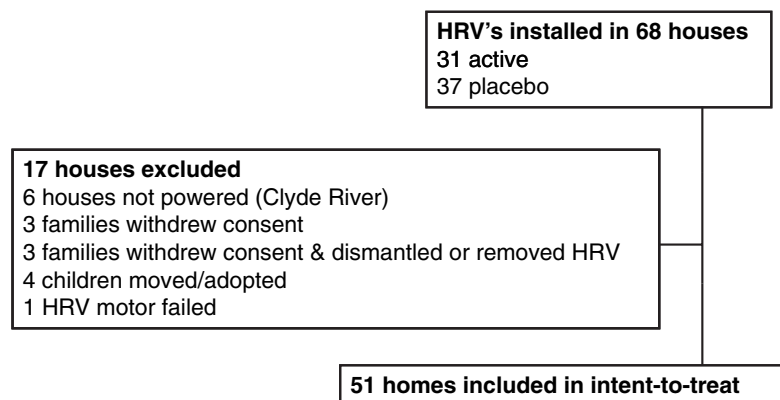 HRV's installed in 68 houses
31 active
37 placebo
17 houses excluded
6 houses not powered (Clyde River)
3 families withdrew consent
3 families withdrew consent & dismantled or removed HRV
4 children moved/adopted
1 HRV motor failed
51 homes included in intent-to-treat